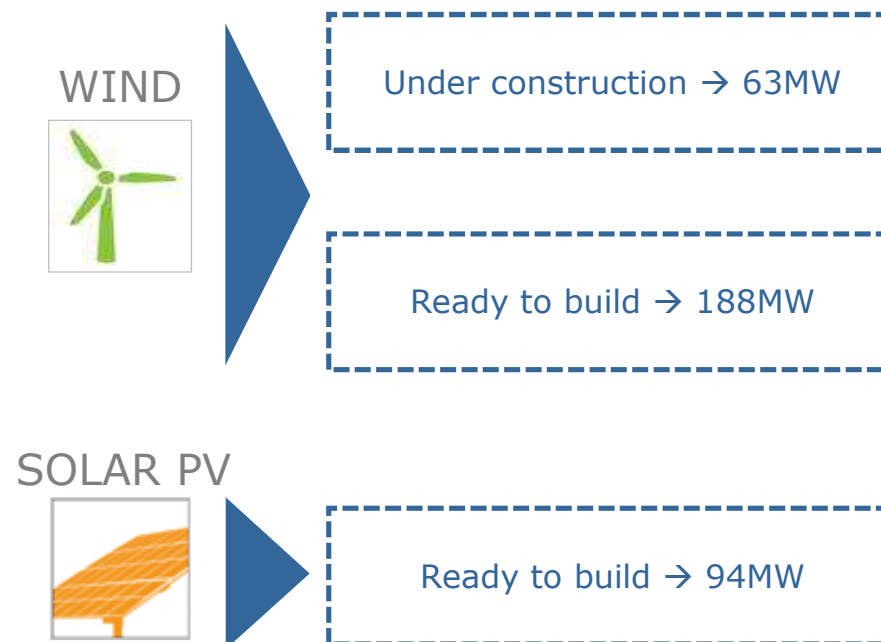 WIND
Under construction → 63MW
Ready to build → 188MW
SOLAR PV
Ready to build → 94MW